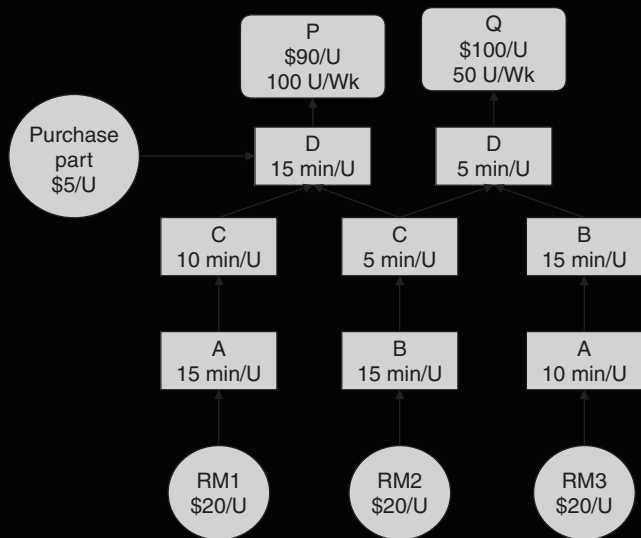 P
$90/U
100 U/Wk
Q
$100/U
50 U/Wk
Purchase
part
$5/U
D
15 min/U
D
5 min/U
C
10 min/U
C
5 min/U
B
15 min/U
A
15 min/U
B
15 min/U
A
10 min/U
RM1
$20/U
RM2
$20/U
RM3
$20/U